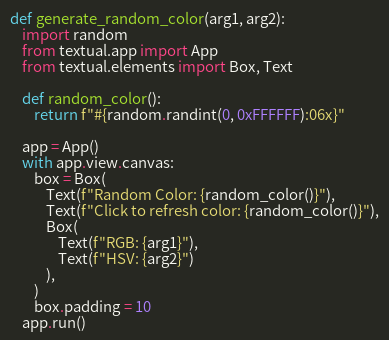 def generate_random_color(arg1, arg2):
    import random
    from textual.app import App
    from textual.elements import Box, Text

    def random_color():
        return f"#{random.randint(0, 0xFFFFFF):06x}"

    app = App()
    with app.view.canvas:
        box = Box(
            Text(f"Random Color: {random_color()}"),
            Text(f"Click to refresh color: {random_color()}"),
            Box(
                Text(f"RGB: {arg1}"),
                Text(f"HSV: {arg2}")
            ),
        )
        box.padding = 10
    app.run()